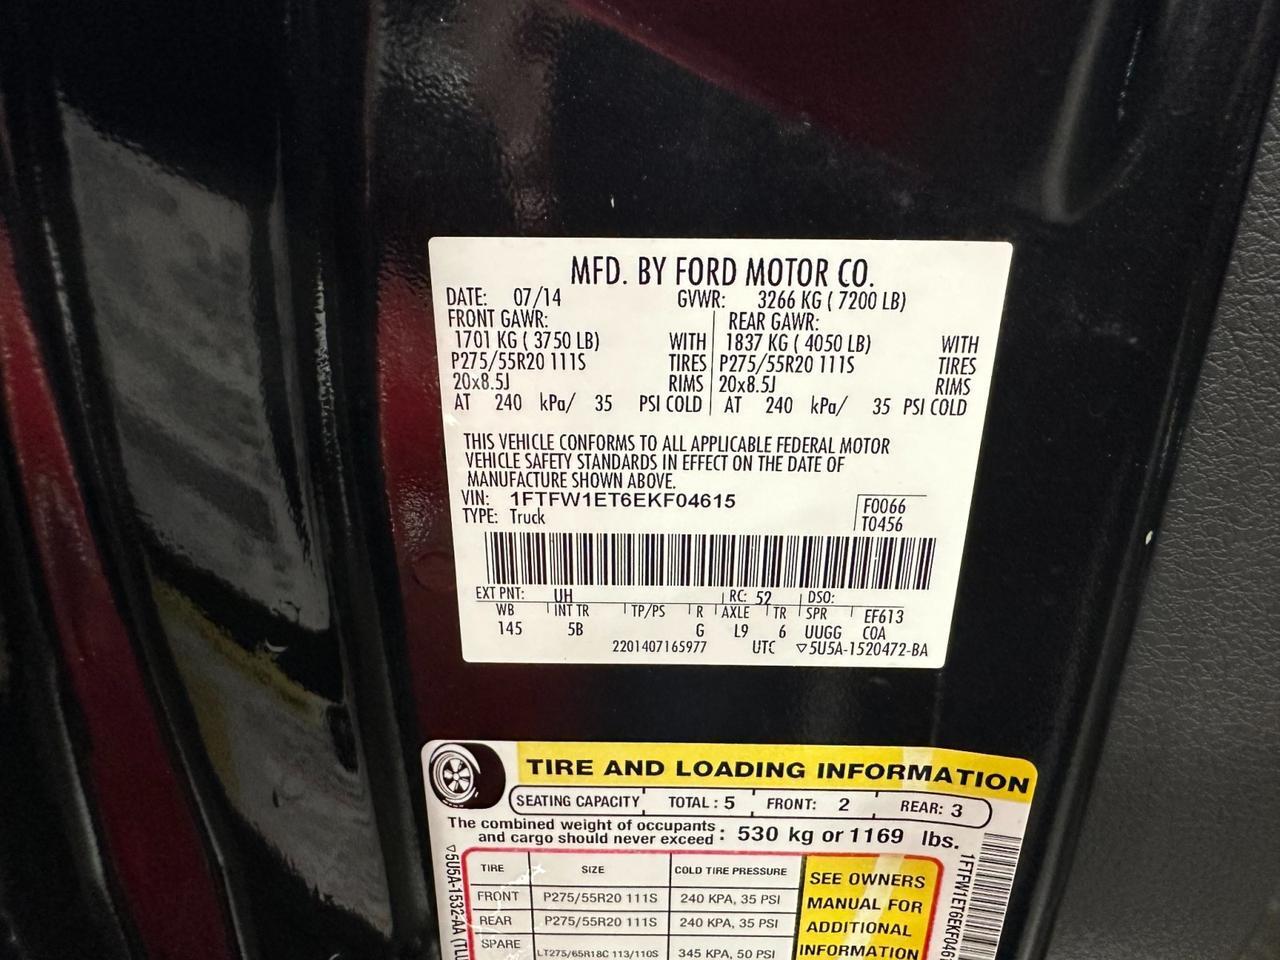 MFD. BY FORD MOTOR CO.
DATE: 07/14 GVWR: 3266 KG ( 7200 LB)
FRONT GAWR: REAR GAWR:
1701 KG ( 3750 LB) WITH 1837 KG ( 4050 LB) WITH
P275/55R20 111S TIRES P275/55R20 111S TIRES
20x8.5J RIMS 20x8.5J RIMS
AT 240 kPa/ 35 PSI COLD AT 240 kPa/ 35 PSI COLD
THIS VEHICLE CONFORMS TO ALL APPLICABLE FEDERAL MOTOR
VEHICLE SAFETY STANDARDS IN EFFECT ON THE DATE OF
MANUFACTURE SHOWN ABOVE.
VIN: 1FTFW1ET6EKF04615 F0066
TYPE: Truck T0456
EXT PNT: UH RC: 52 DSO:
WB INT TR TP/PS R AXLE TR SPR EF613
145 5B G L9 6 UUGG COA
2201407165977 UTC ▽5U5A-1520472-BA
TIRE AND LOADING INFORMATION
SEATING CAPACITY TOTAL : 5 FRONT: 2 REAR: 3
The combined weight of occupants
and cargo should never exceed : 530 kg or 1169 lbs.
TIRE SIZE COLD TIRE PRESSURE
FRONT P275/55R20 111S 240 KPA, 35 PSI
REAR P275/55R20 111S 240 KPA, 35 PSI
SPARE LT275/65R18C 113/110S 345 KPA, 50 PSI
SEE OWNERS
MANUAL FOR
ADDITIONAL
INFORMATION
▽5U5A-1532-AA (TLU
1FTFW1ET6EKF046